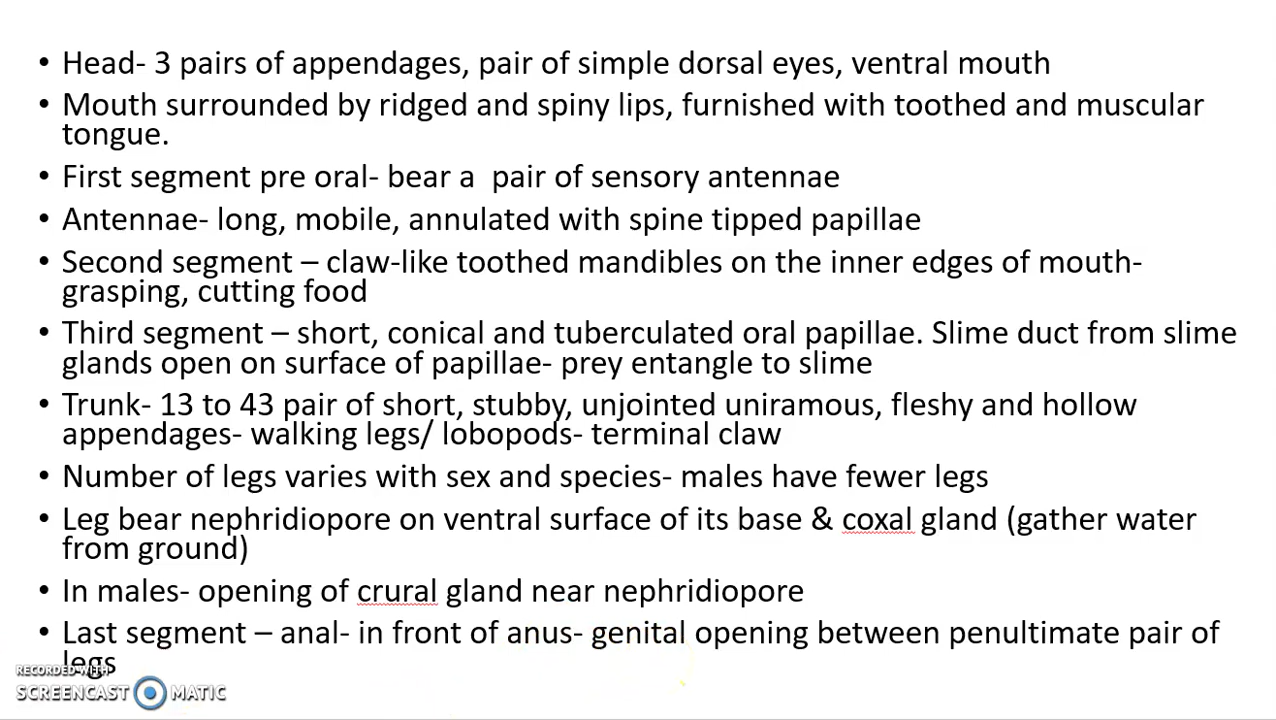 • Head- 3 pairs of appendages, pair of simple dorsal eyes, ventral mouth
• Mouth surrounded by ridged and spiny lips, furnished with toothed and muscular
tongue.
• First segment pre oral- bear a  pair of sensory antennae
• Antennae- long, mobile, annulated with spine tipped papillae
• Second segment – claw-like toothed mandibles on the inner edges of mouth-
grasping, cutting food
• Third segment – short, conical and tuberculated oral papillae. Slime duct from slime
glands open on surface of papillae- prey entangle to slime
• Trunk- 13 to 43 pair of short, stubby, unjointed uniramous, fleshy and hollow
appendages- walking legs/ lobopods- terminal claw
• Number of legs varies with sex and species- males have fewer legs
• Leg bear nephridiopore on ventral surface of its base & coxal gland (gather water
from ground)
• In males- opening of crural gland near nephridiopore
• Last segment – anal- in front of anus- genital opening between penultimate pair of
legs
RECORDED WITH
SCREENCAST MATIC